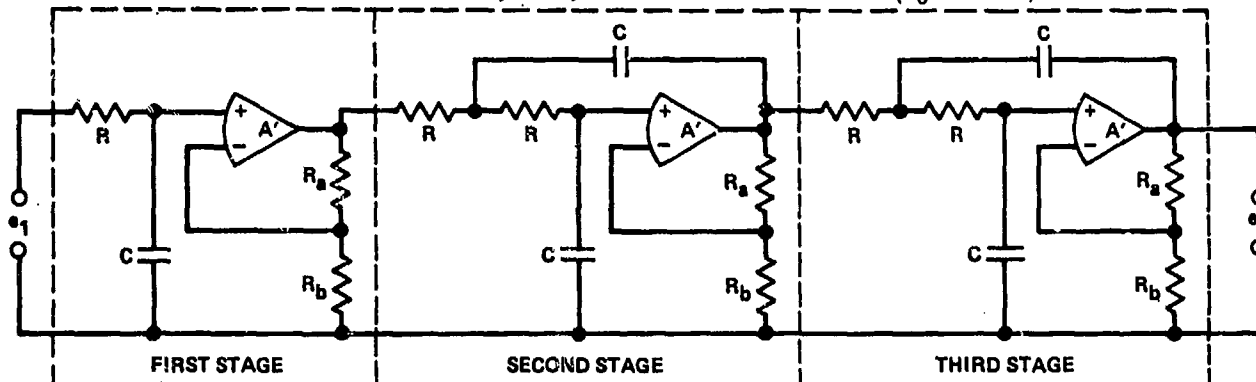 C
C
+
A'
−
R
+
A'
−
R
R
+
A'
−
R
R
Ra
Ra
Ra
e1
e
C
C
C
Rb
Rb
Rb
FIRST STAGE
SECOND STAGE
THIRD STAGE